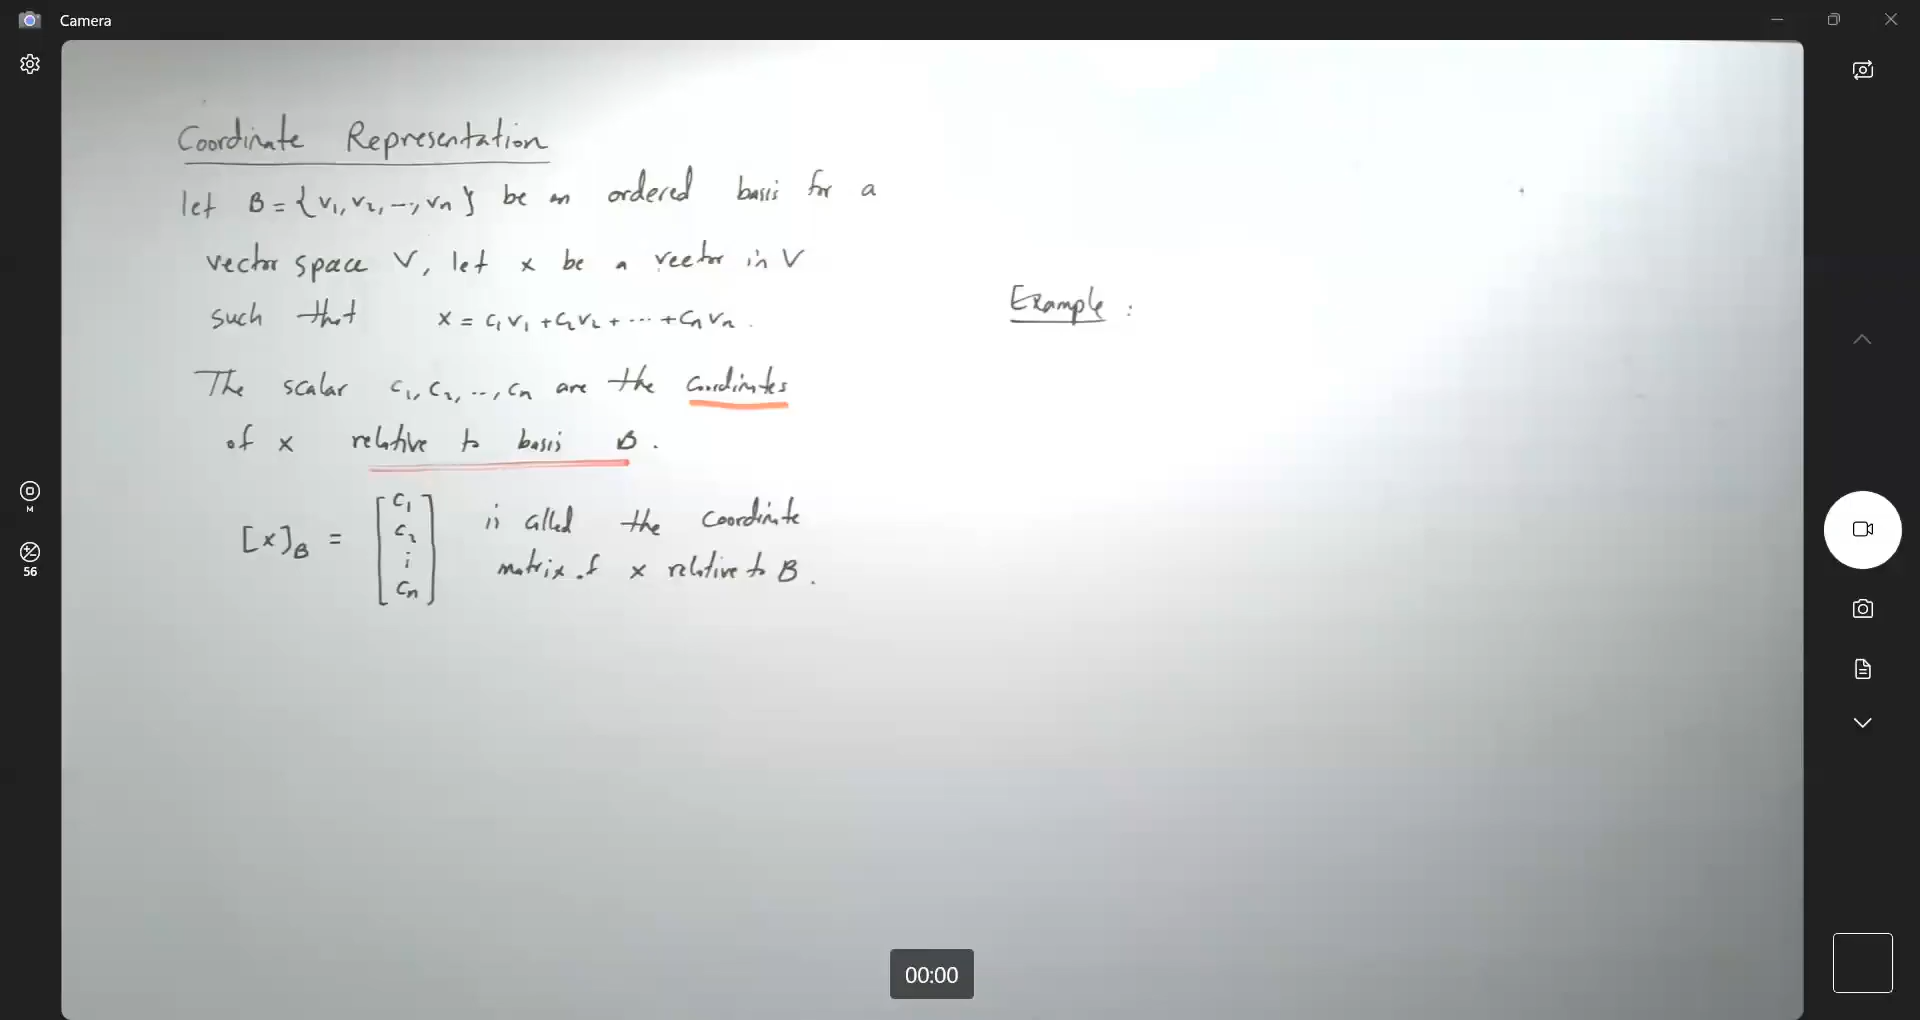 Camera
Coordinate Representation
let B = {v₁, v₂, ..., vn} be an ordered basis for a
vector space V, let x be a vector in V
such that x = c₁v₁ + c₂v₂ + ... + cnvn.
The scalar c₁, c₂, ..., cn are the coordinates
of x relative to basis B.
[x]B = [c₁ c₂ ⋮ cn] is called the coordinate
matrix of x relative to B.
Example :
M
56
00:00